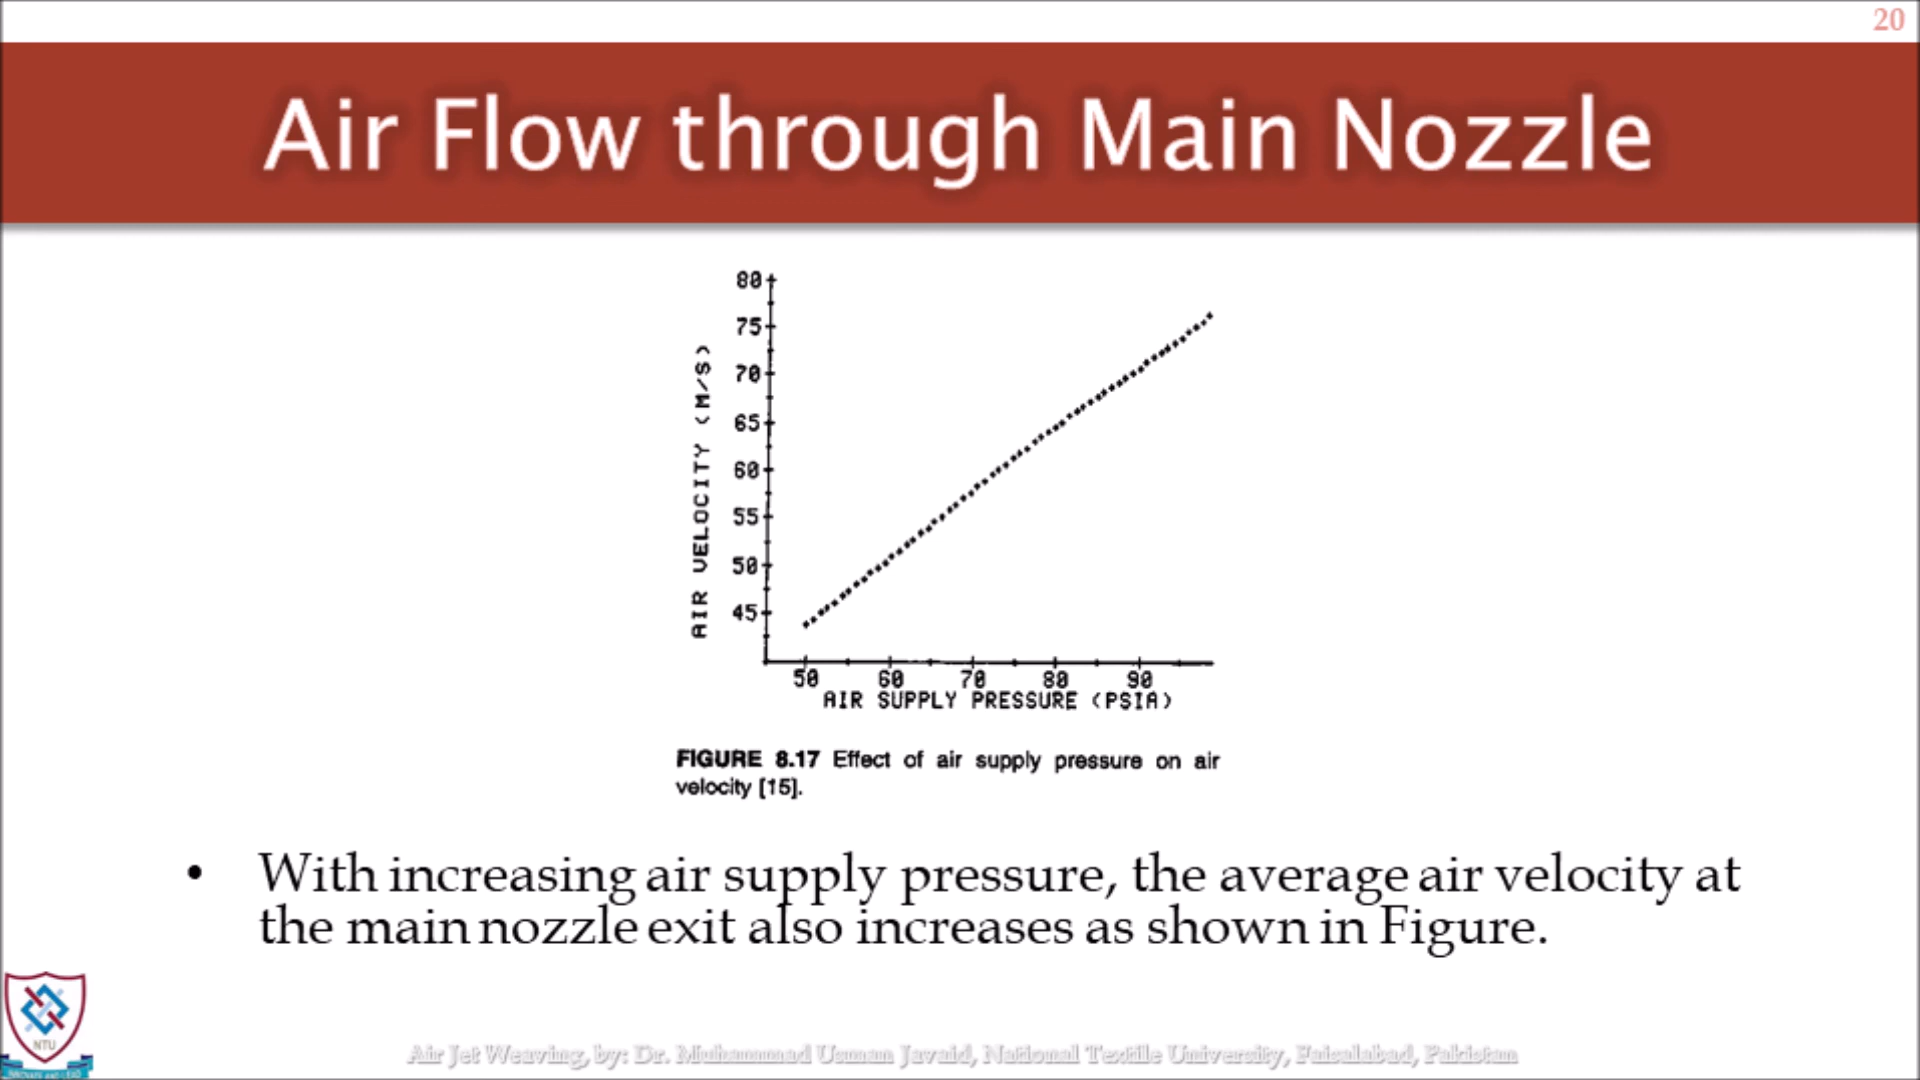 20
Air Flow through Main Nozzle
80
75
70
65
60
55
50
45
AIR VELOCITY (M/S)
50 60 70 80 90
AIR SUPPLY PRESSURE (PSIA)
FIGURE 8.17 Effect of air supply pressure on air
velocity [15].
• With increasing air supply pressure, the average air velocity at
the main nozzle exit also increases as shown in Figure.
NTU
Air Jet Weaving, by: Dr. Muhammad Usman Javaid, National Textile University, Faisalabad, Pakistan